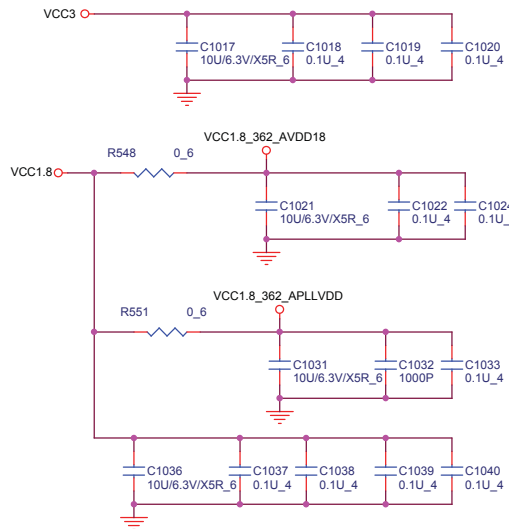 VCC3
C1017
10U/6.3V/X5R_6
C1018
0.1U_4
C1019
0.1U_4
C1020
0.1U_4
R548
0_6
VCC1.8_362_AVDD18
VCC1.8
C1021
10U/6.3V/X5R_6
C1022
0.1U_4
C1024
0.1U_
R551
0_6
VCC1.8_362_APLLVDD
C1031
10U/6.3V/X5R_6
C1032
1000P
C1033
0.1U_4
C1036
10U/6.3V/X5R_6
C1037
0.1U_4
C1038
0.1U_4
C1039
0.1U_4
C1040
0.1U_4